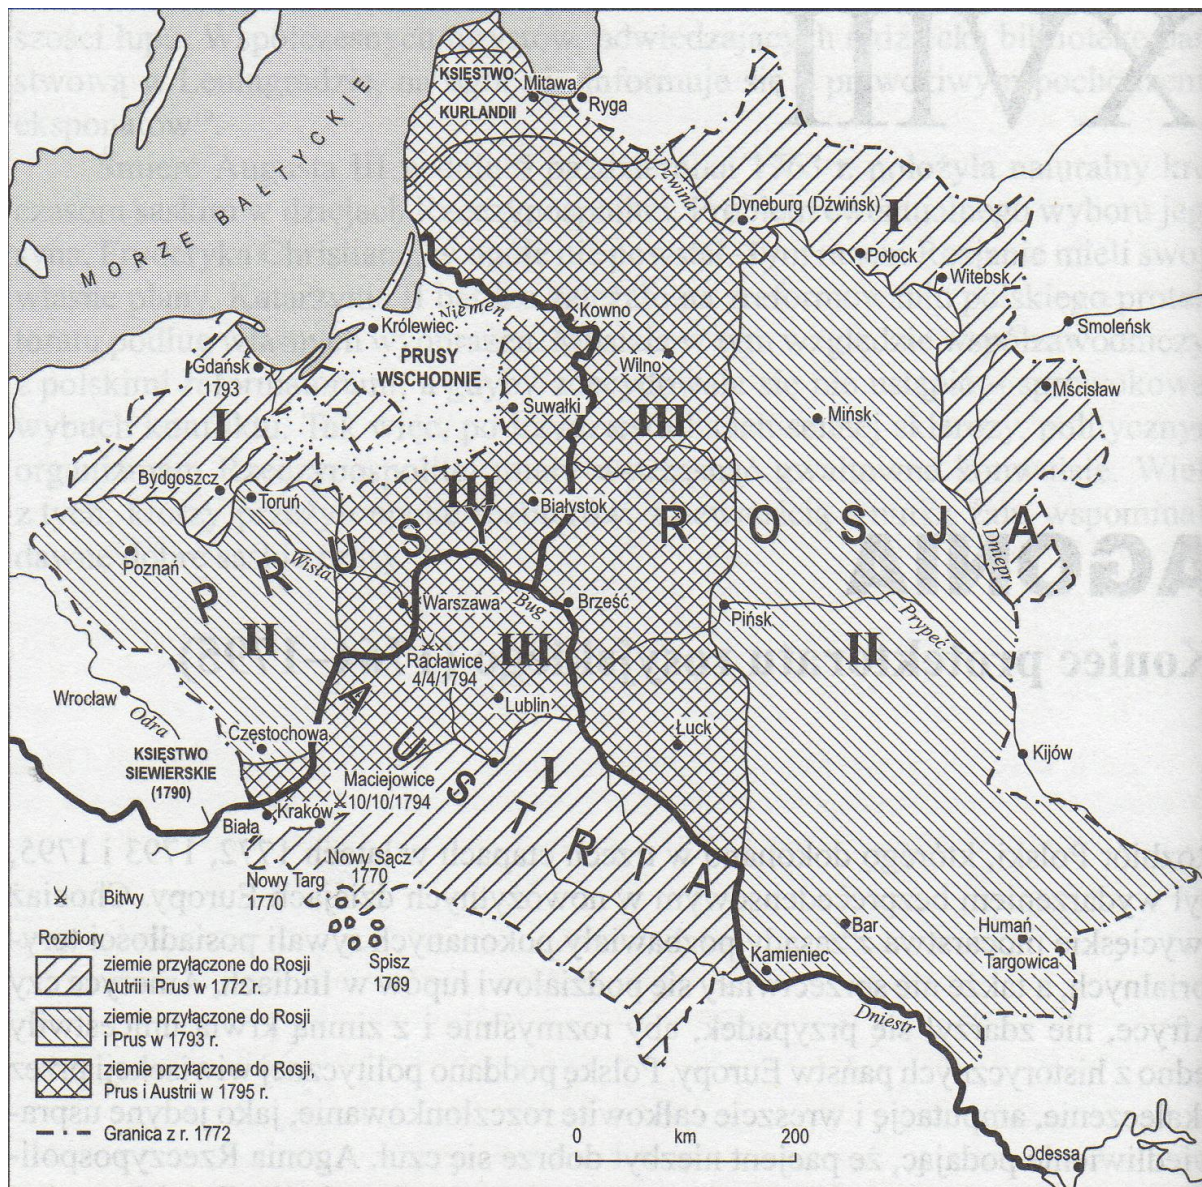 KSIĘSTWO
KURLANDII
Mitawa
Ryga
MORZE BAŁTYCKIE
Dźwina
Dyneburg (Dźwińsk)
I
Połock
Witebsk
Niemen
Kowno
Królewiec
PRUSY
WSCHODNIE
Smoleńsk
Gdańsk
1793
I
Wilno
III
Suwałki
Mińsk
Mścisław
Bydgoszcz
Toruń
III
Białystok
PRUSY
ROSJA
Poznań
Wisła
Dniepr
Warszawa
Bug
Brześć
Pińsk
Prypeć
II
III
II
Racławice
4/4/1794
Wrocław
Odra
Lublin
Częstochowa
Łuck
Kijów
KSIĘSTWO
SIEWIERSKIE
(1790)
AUSTRIA
I
Maciejowice
10/10/1794
Kraków
Biała
Nowy Sącz
1770
Nowy Targ
1770
Spisz
1769
Bar
Kamieniec
Humań
Targowica
Dniestr
Odessa
Bitwy
Rozbiory
ziemie przyłączone do Rosji
Autrii i Prus w 1772 r.
ziemie przyłączone do Rosji
i Prus w 1793 r.
ziemie przyłączone do Rosji,
Prus i Austrii w 1795 r.
Granica z r. 1772
0 km 200